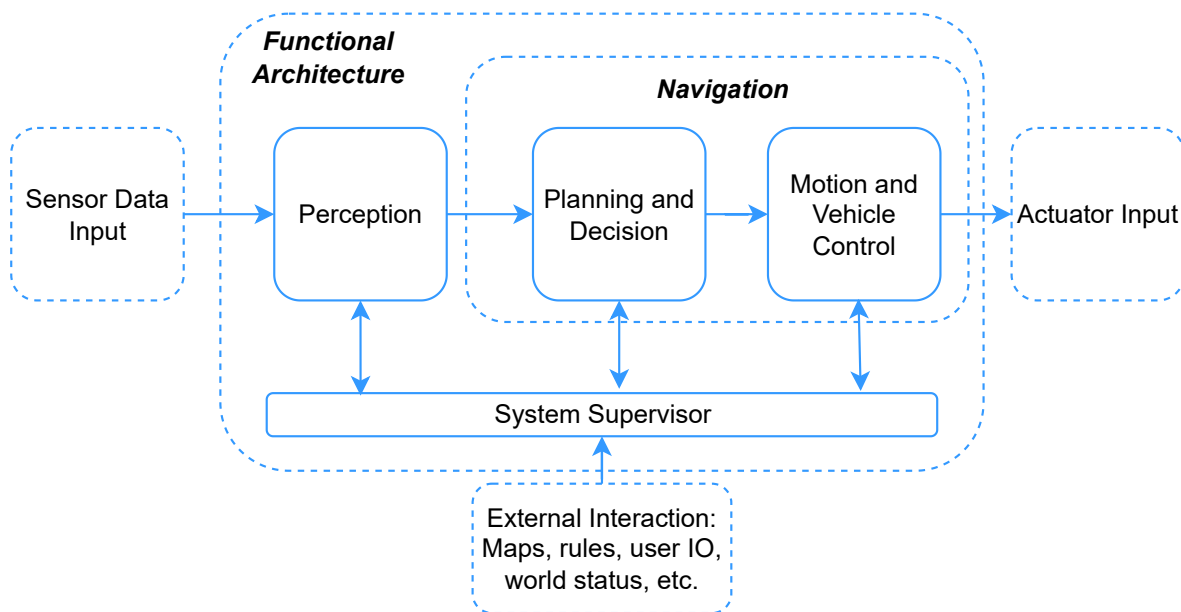 Functional
Architecture
Navigation
Sensor Data
Input
Perception
Planning and
Decision
Motion and
Vehicle
Control
Actuator Input
System Supervisor
External Interaction:
Maps, rules, user IO,
world status, etc.